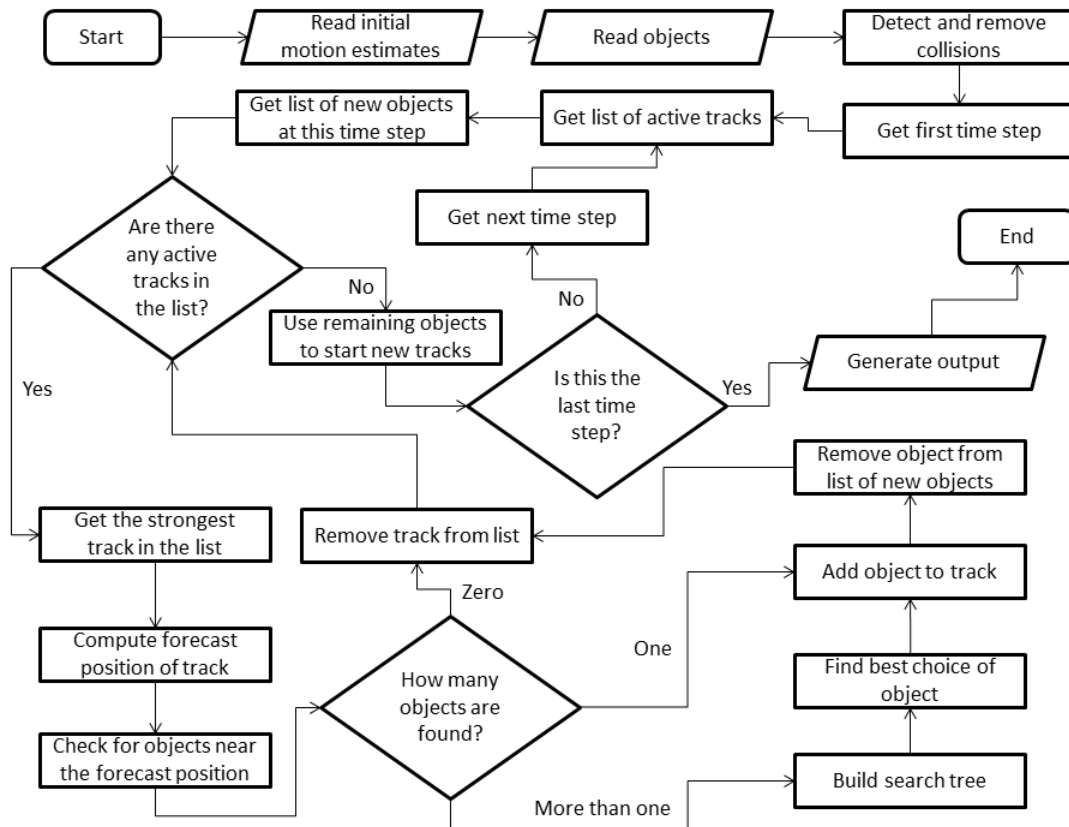 Start
Read initial
motion estimates
Read objects
Detect and remove
collisions
Get list of new objects
at this time step
Get list of active tracks
Get first time step
Get next time step
End
Are there
any active
tracks in
the list?
No
Use remaining objects
to start new tracks
No
Is this the
last time
step?
Yes
Generate output
Yes
Remove object from
list of new objects
Get the strongest
track in the list
Remove track from list
Add object to track
Zero
One
Compute forecast
position of track
How many
objects are
found?
Find best choice of
object
Check for objects near
the forecast position
More than one
Build search tree